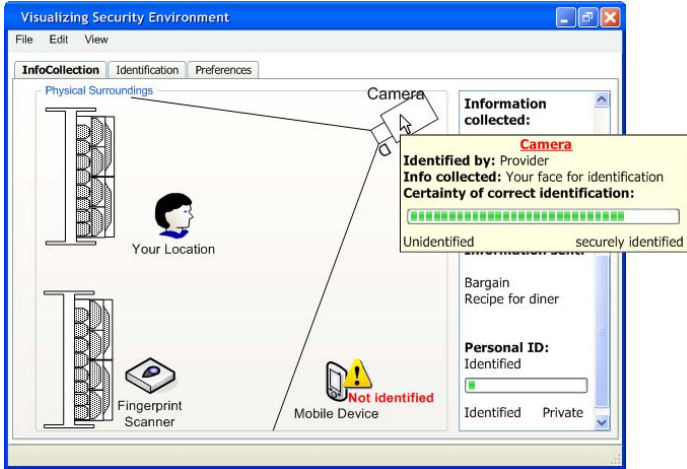 Visualizing Security Environment
File Edit View
InfoCollection Identification Preferences
Physical Surroundings
Camera
Information
collected:
Camera
Identified by: Provider
Info collected: Your face for identification
Certainty of correct identification:
Unidentified securely identified
Your Location
Information sent:
Bargain
Recipe for diner
Personal ID:
Identified
Identified Private
Fingerprint
Scanner
Not identified
Mobile Device